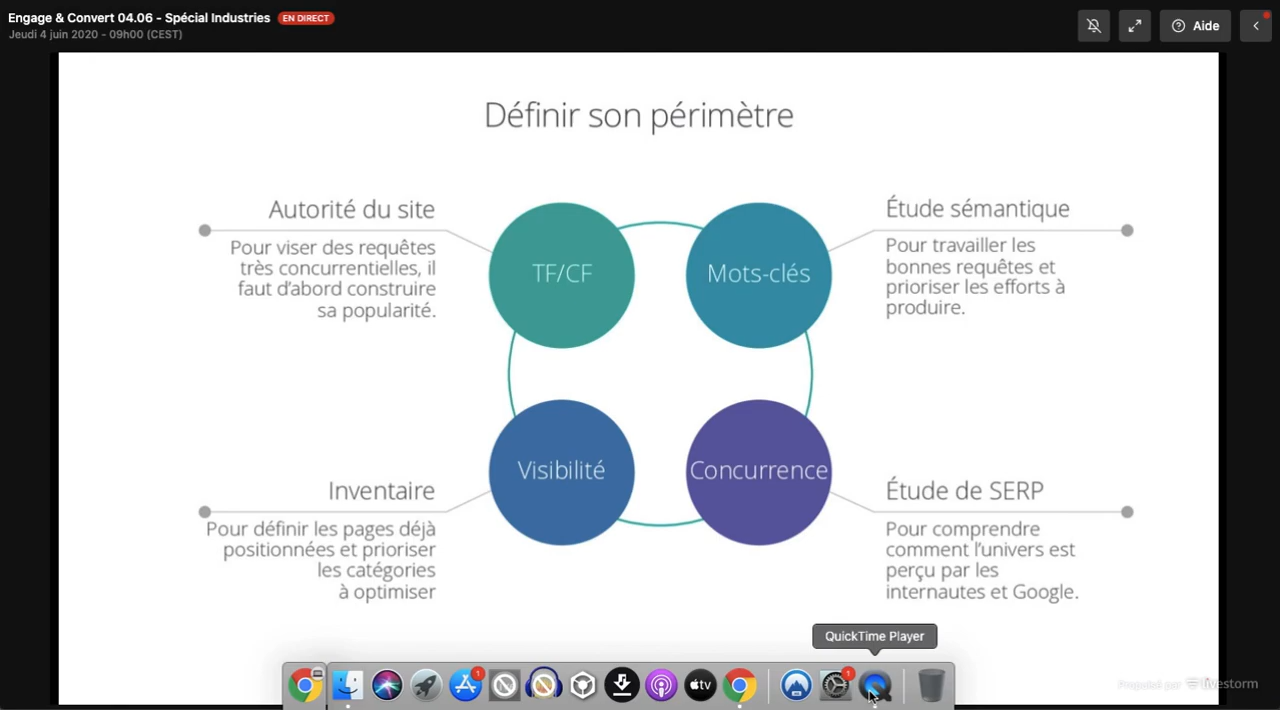 Engage & Convert 04.06 - Spécial Industries EN DIRECT
Jeudi 4 juin 2020 - 09h00 (CEST)
Aide
Définir son périmètre
Autorité du site
Pour viser des requêtes
très concurrentielles, il
faut d'abord construire
sa popularité.
TF/CF
Mots-clés
Étude sémantique
Pour travailler les
bonnes requêtes et
prioriser les efforts à
produire.
Inventaire
Pour définir les pages déjà
positionnées et prioriser
les catégories
à optimiser
Visibilité
Concurrence
Étude de SERP
Pour comprendre
comment l'univers est
perçu par les
internautes et Google.
QuickTime Player
1
tv
1
Propulsé par livestorm